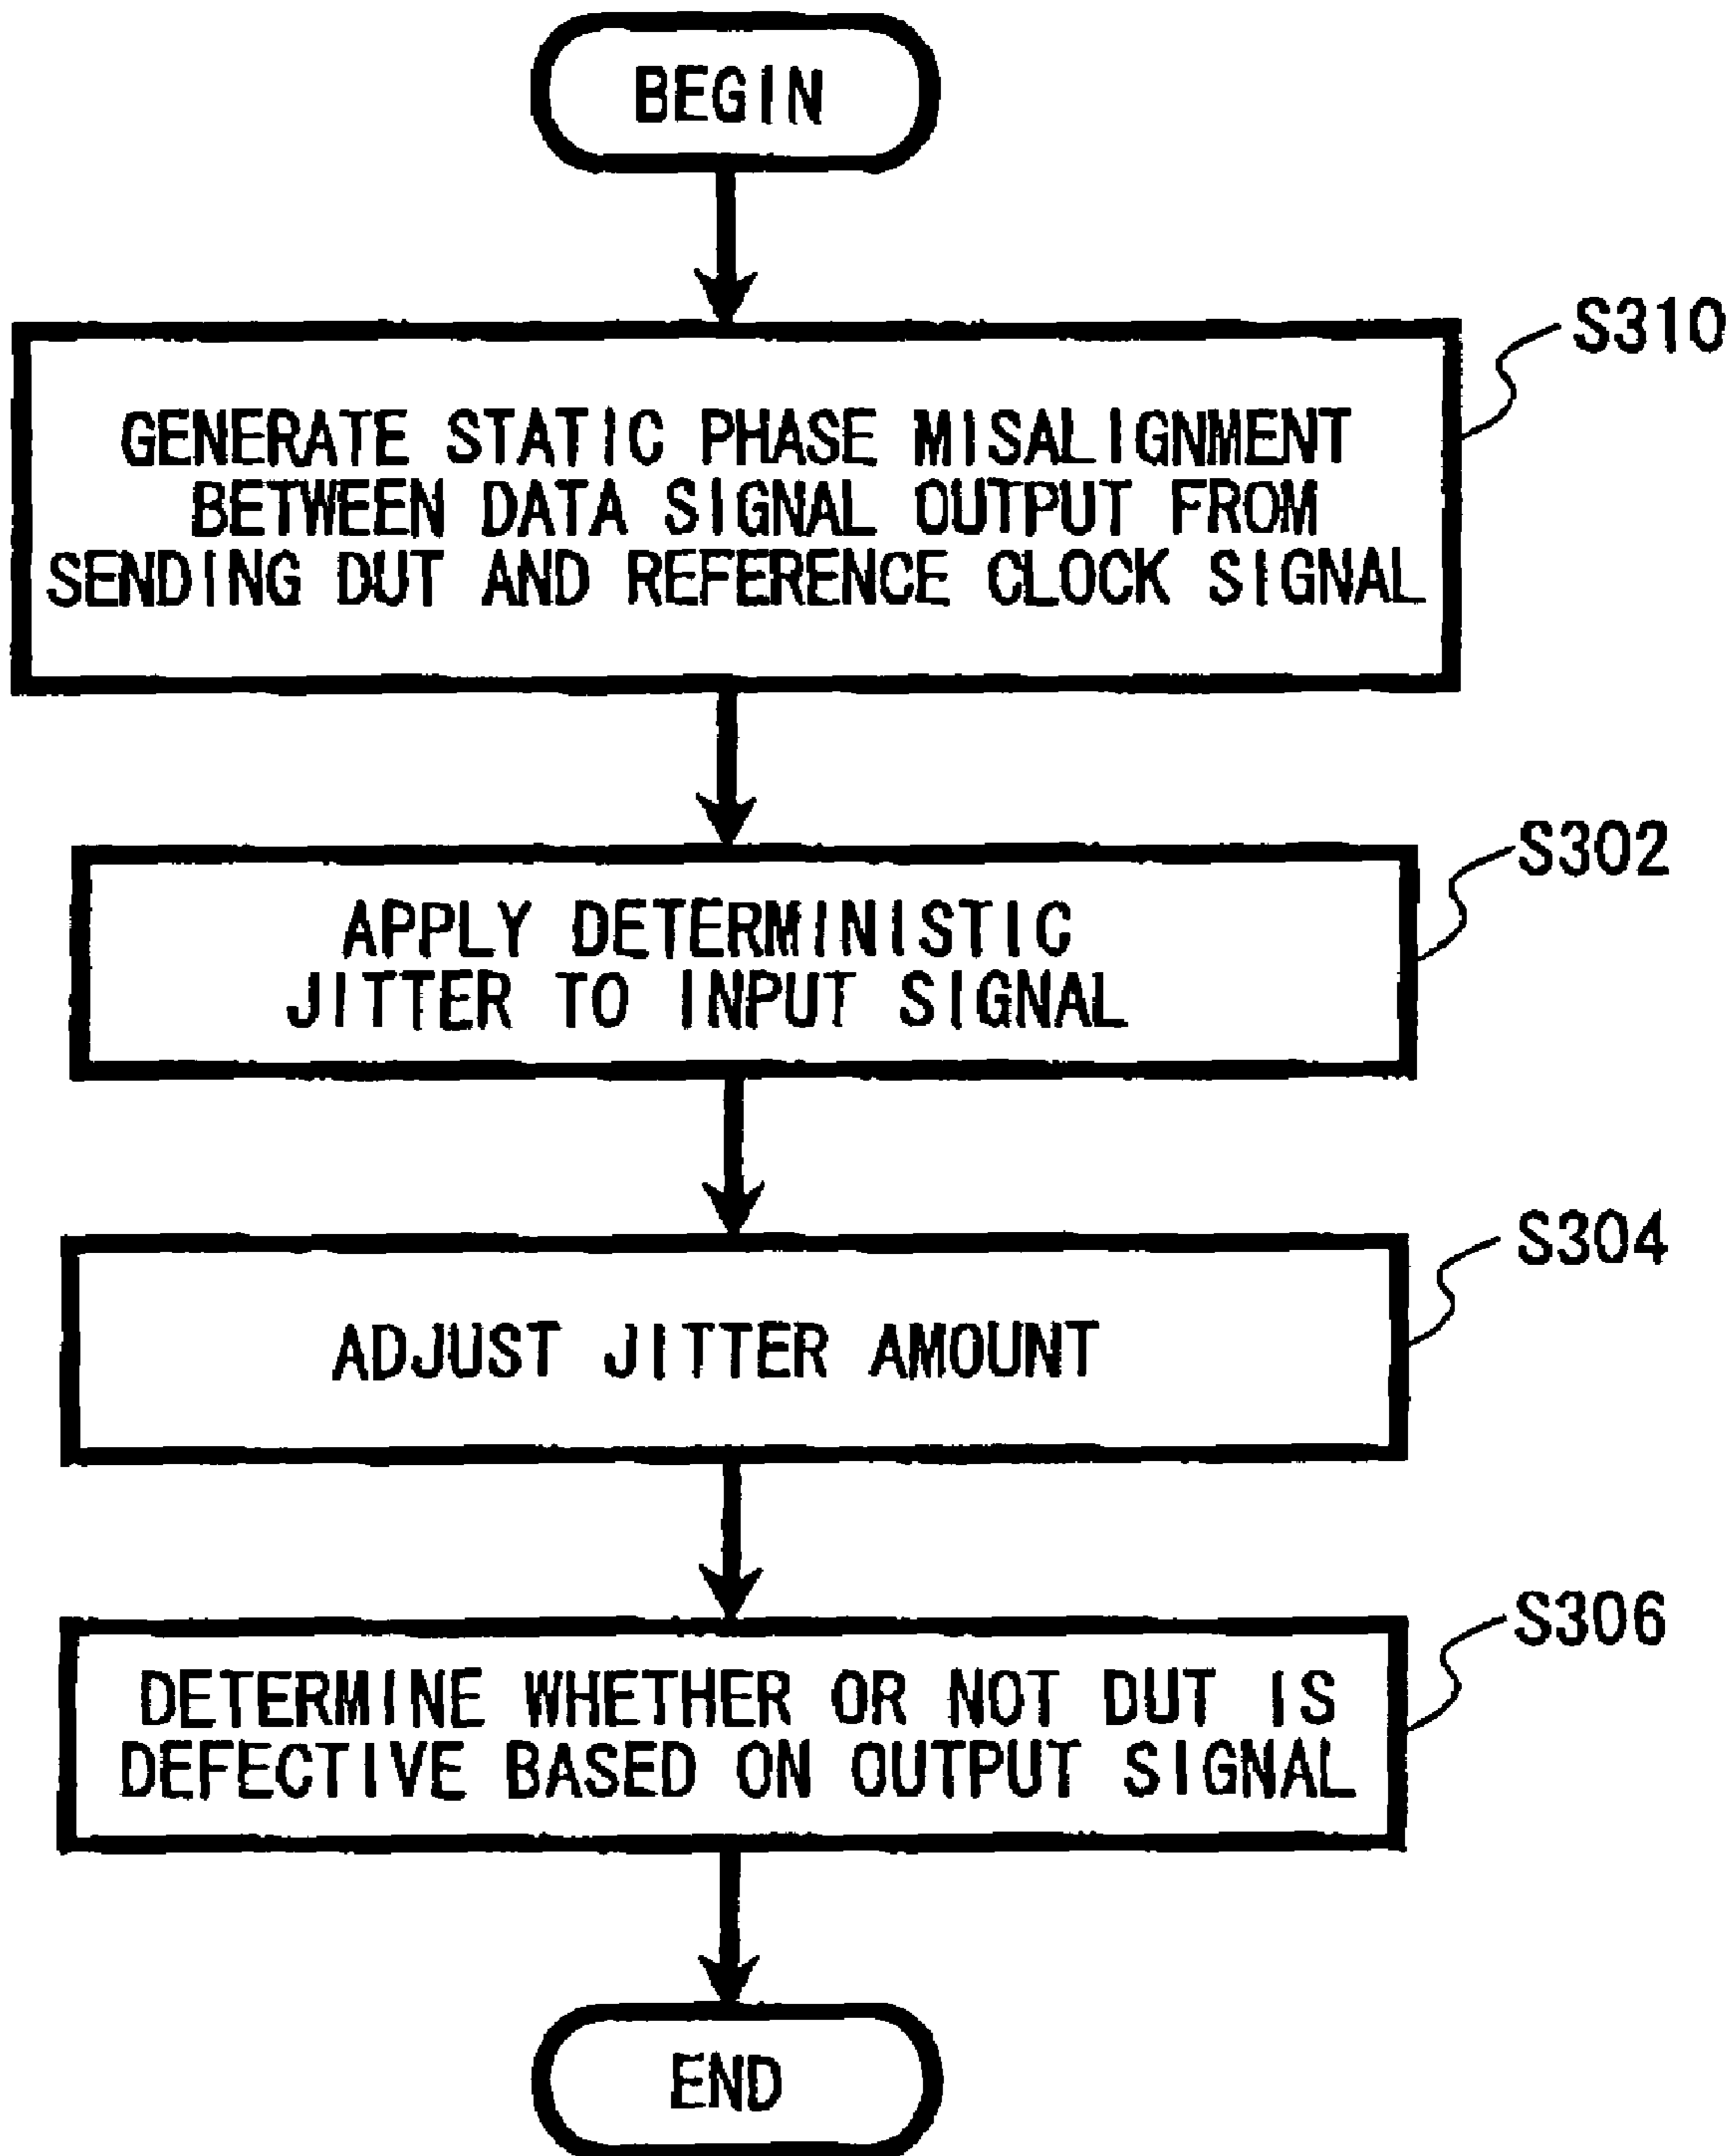 BEGIN
S310
GENERATE STATIC PHASE MISALIGNMENT
BETWEEN DATA SIGNAL OUTPUT FROM
SENDING DUT AND REFERENCE CLOCK SIGNAL
S302
APPLY DETERMINISTIC
JITTER TO INPUT SIGNAL
S304
ADJUST JITTER AMOUNT
S306
DETERMINE WHETHER OR NOT DUT IS
DEFECTIVE BASED ON OUTPUT SIGNAL
END